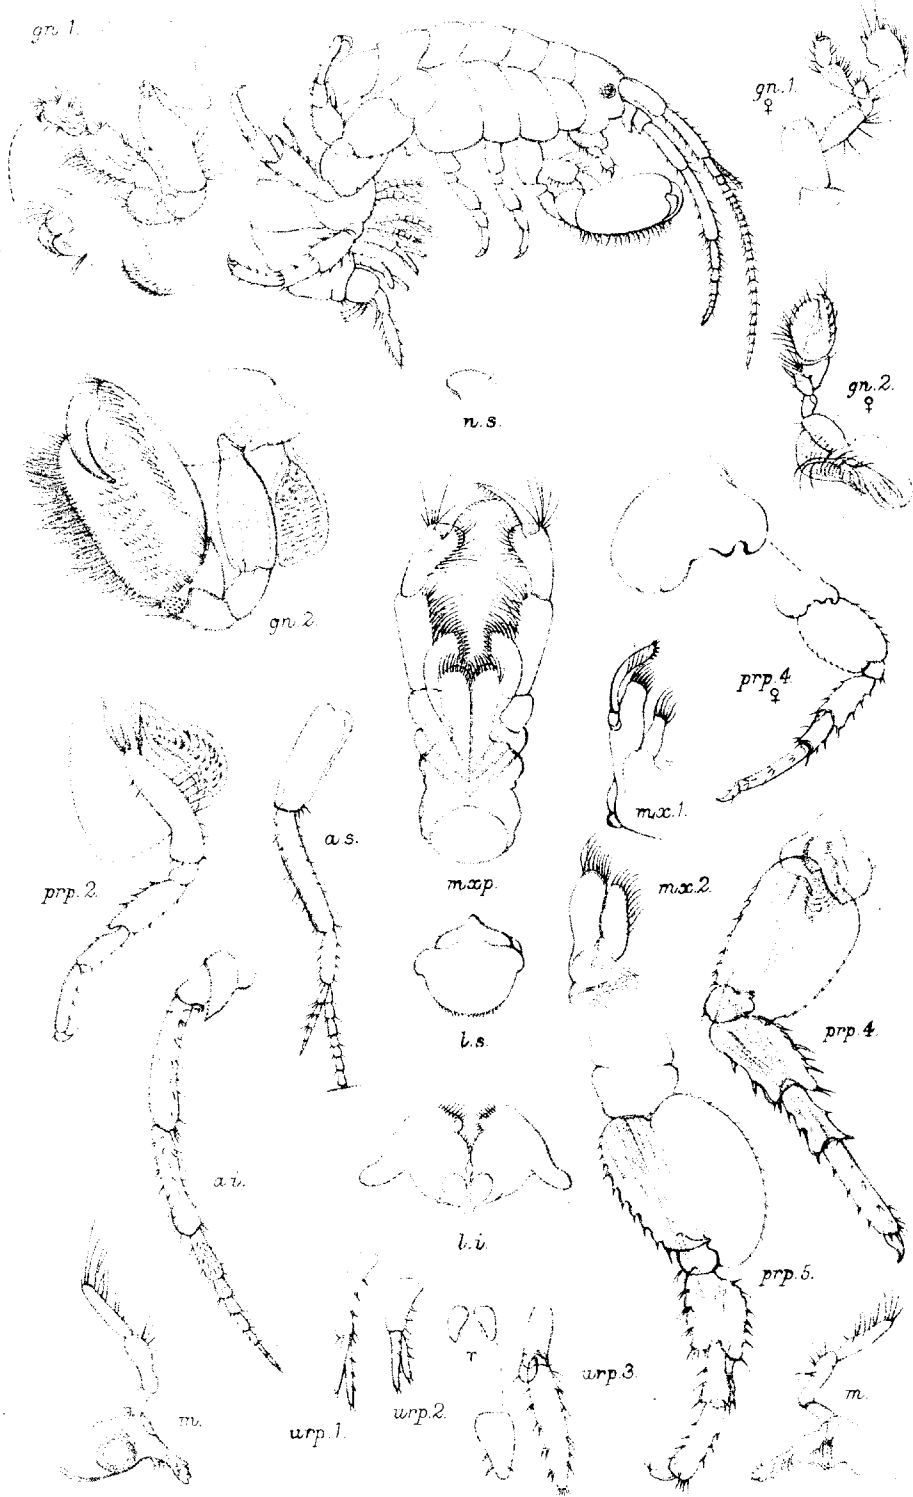 gn. 1.
gn. 1.
♀
n. s.
gn. 2.
♀
gn. 2.
prp. 4.
♀
mx. 1.
a s.
prp. 2.
mxp.
mx. 2.
l. s.
prp. 4.
a i.
l. i.
prp. 5.
urp. 3.
r
m.
urp. 1.
urp. 2.
m.